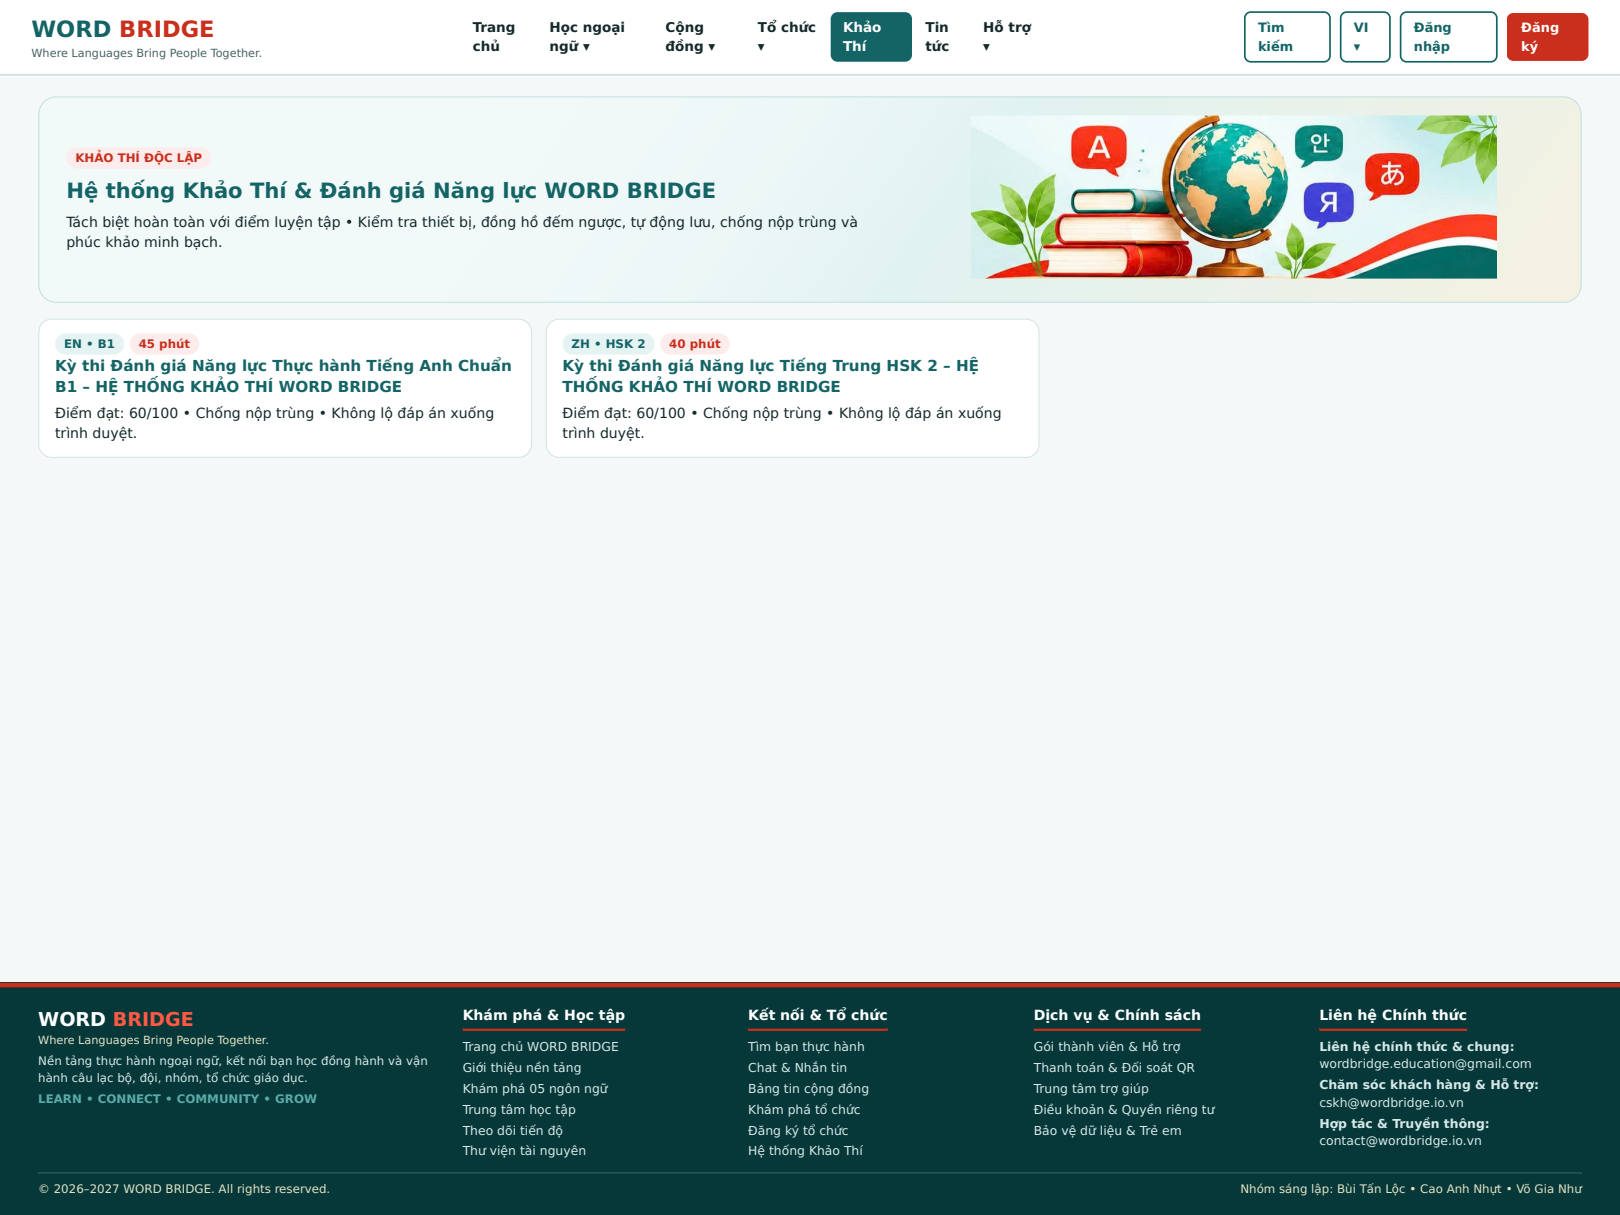 WORD BRIDGE
Where Languages Bring People Together.
Trang
chủ
Học ngoại
ngữ ▾
Cộng
đồng ▾
Tổ chức
▾
Khảo
Thí
Tin
tức
Hỗ trợ
▾
Tìm
kiếm
VI
▾
Đăng
nhập
Đăng
ký
KHẢO THÍ ĐỘC LẬP
Hệ thống Khảo Thí & Đánh giá Năng lực WORD BRIDGE
Tách biệt hoàn toàn với điểm luyện tập • Kiểm tra thiết bị, đồng hồ đếm ngược, tự động lưu, chống nộp trùng và
phúc khảo minh bạch.
A
안
あ
Я
EN • B1
45 phút
Kỳ thi Đánh giá Năng lực Thực hành Tiếng Anh Chuẩn
B1 – HỆ THỐNG KHẢO THÍ WORD BRIDGE
Điểm đạt: 60/100 • Chống nộp trùng • Không lộ đáp án xuống
trình duyệt.
ZH • HSK 2
40 phút
Kỳ thi Đánh giá Năng lực Tiếng Trung HSK 2 – HỆ
THỐNG KHẢO THÍ WORD BRIDGE
Điểm đạt: 60/100 • Chống nộp trùng • Không lộ đáp án xuống
trình duyệt.
WORD BRIDGE
Where Languages Bring People Together.
Nền tảng thực hành ngoại ngữ, kết nối bạn học đồng hành và vận
hành câu lạc bộ, đội, nhóm, tổ chức giáo dục.
LEARN • CONNECT • COMMUNITY • GROW
Khám phá & Học tập
Trang chủ WORD BRIDGE
Giới thiệu nền tảng
Khám phá 05 ngôn ngữ
Trung tâm học tập
Theo dõi tiến độ
Thư viện tài nguyên
Kết nối & Tổ chức
Tìm bạn thực hành
Chat & Nhắn tin
Bảng tin cộng đồng
Khám phá tổ chức
Đăng ký tổ chức
Hệ thống Khảo Thí
Dịch vụ & Chính sách
Gói thành viên & Hỗ trợ
Thanh toán & Đối soát QR
Trung tâm trợ giúp
Điều khoản & Quyền riêng tư
Bảo vệ dữ liệu & Trẻ em
Liên hệ Chính thức
Liên hệ chính thức & chung:
wordbridge.education@gmail.com
Chăm sóc khách hàng & Hỗ trợ:
cskh@wordbridge.io.vn
Hợp tác & Truyền thông:
contact@wordbridge.io.vn
© 2026–2027 WORD BRIDGE. All rights reserved.
Nhóm sáng lập: Bùi Tấn Lộc • Cao Anh Nhựt • Võ Gia Như